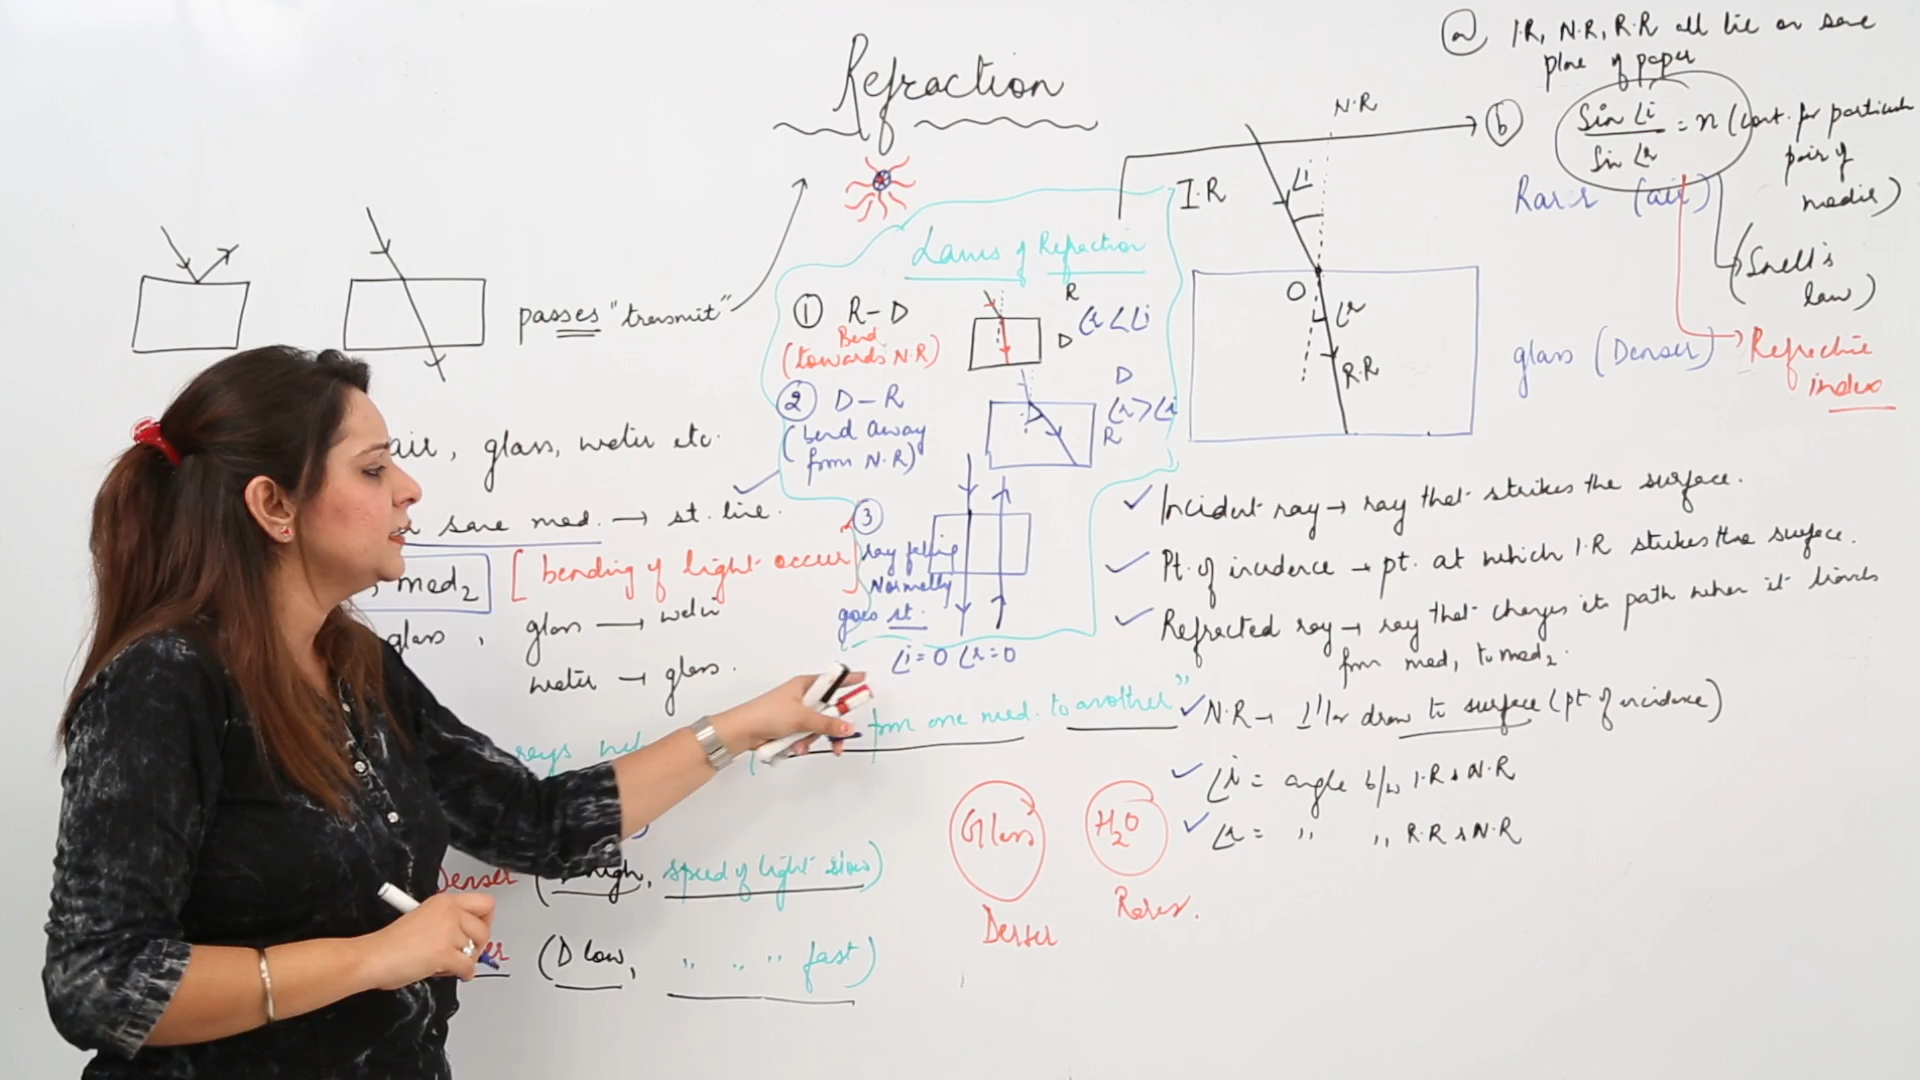 Refraction
passes "transmit"
air, glass, water etc.
same med. → st. line.
med₂
[bending of light occur]
glass, glass → water
water → glass.
rays
from one med. to another"
Denser (high, speed of light slow)
(D low, " " " fast)
Laws of Refraction
① R-D
Bend
(towards N.R)
R
D
∠r<∠i
② D-R
(bend away
from N.R)
D
∠r>∠i
R
③
ray falling
Normally
goes st.
∠i=0 ∠r=0
Glass
Denser
H₂O
Rarer.
N.R
I.R
∠i
O
∠r
R.R
ⓐ I.R, N.R, R.R all lie on same
plane of paper
ⓑ Sin ∠i / Sin ∠r = n (cont. for particular
pair of
media)
Rarer (air)
(Snell's
law)
glass (Denser)
Refractive
index
✓ Incident ray → ray that strikes the surface.
✓ Pt. of incidence → pt. at which I.R strikes the surface.
✓ Refracted ray → ray that changes its path when it travels
from med₁ to med₂.
✓ N.R → ⊥'lar draw to surface (pt of incidence)
✓ ∠i = angle b/w I.R & N.R
✓ ∠r = " " R.R & N.R